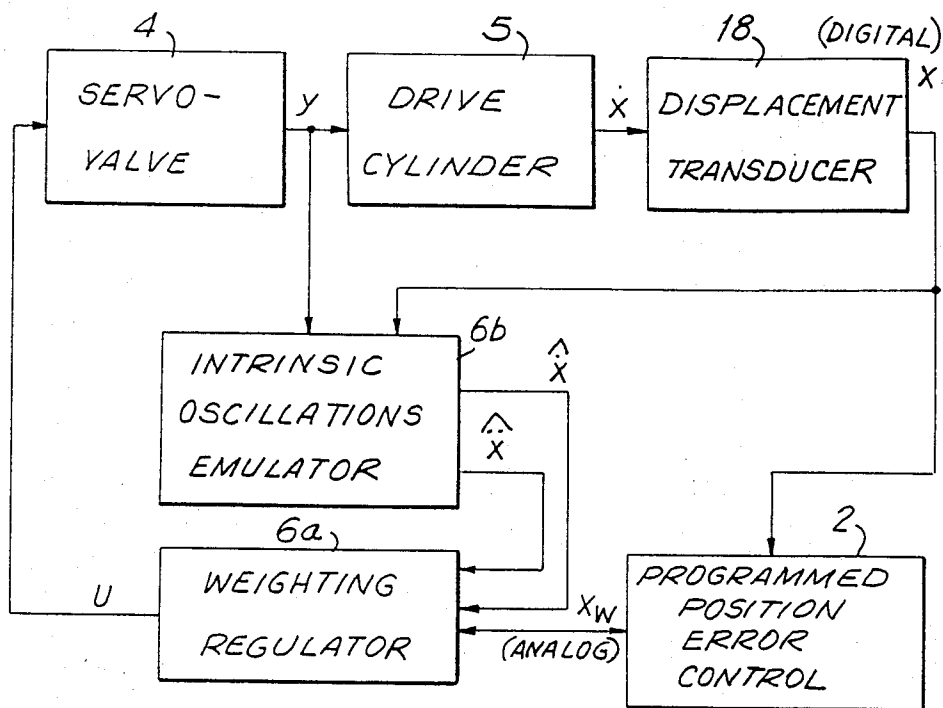 4
SERVO-
VALVE
y
5
DRIVE
CYLINDER
ẋ
18
(DIGITAL)
X
DISPLACEMENT
TRANSDUCER
6b
INTRINSIC
OSCILLATIONS
EMULATOR
ẋ̂
ẍ̂
6a
WEIGHTING
REGULATOR
U
X_W
(ANALOG)
2
PROGRAMMED
POSITION
ERROR
CONTROL